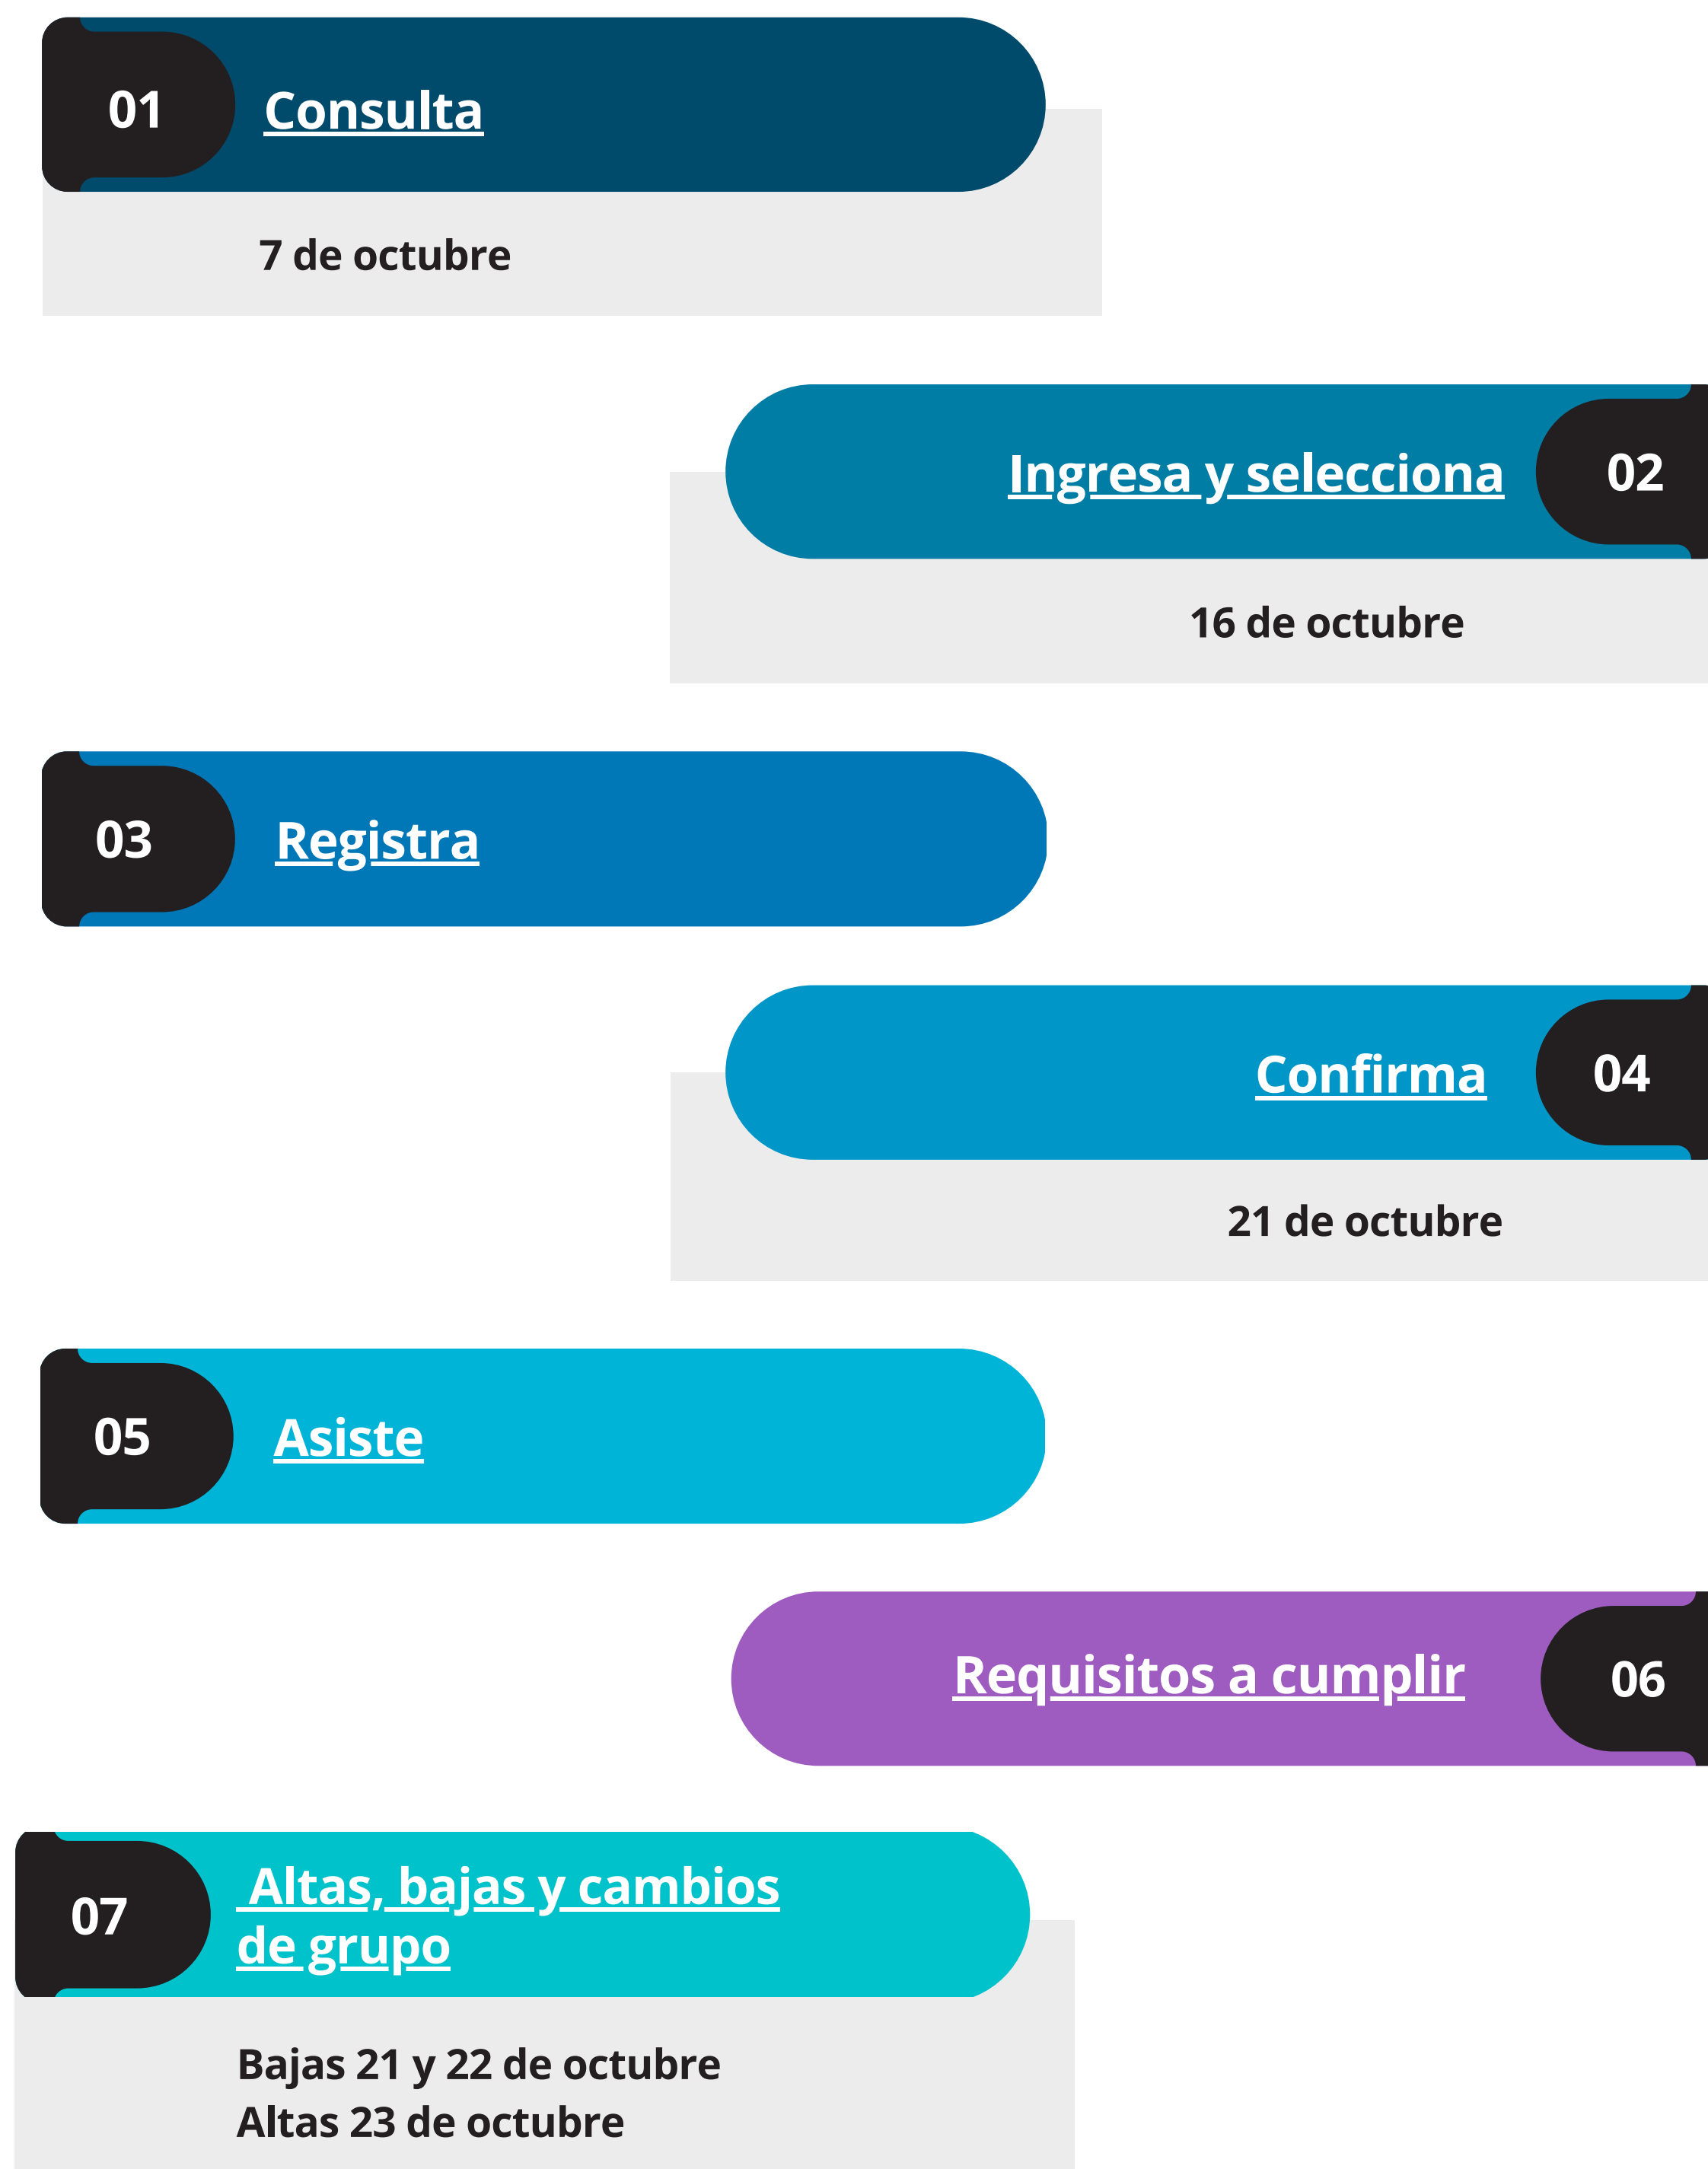 01
Consulta
7 de octubre
Ingresa y selecciona
02
16 de octubre
03
Registra
Confirma
04
21 de octubre
05
Asiste
Requisitos a cumplir
06
07
Altas, bajas y cambios
de grupo
Bajas 21 y 22 de octubre
Altas 23 de octubre